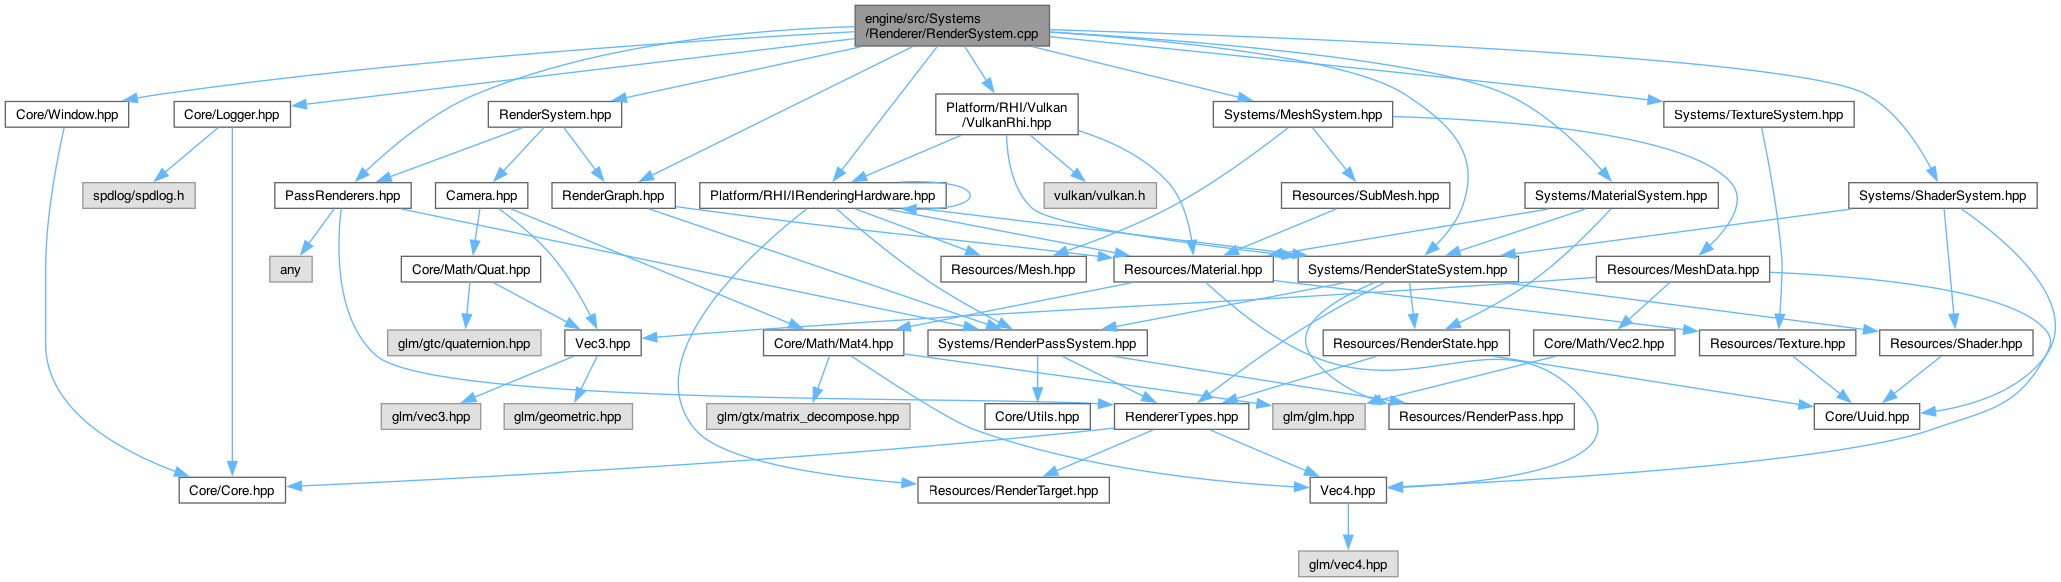 engine/src/Systems
/Renderer/RenderSystem.cpp
Core/Window.hpp
Core/Logger.hpp
RenderSystem.hpp
Platform/RHI/Vulkan
/VulkanRhi.hpp
Systems/MeshSystem.hpp
Systems/TextureSystem.hpp
spdlog/spdlog.h
PassRenderers.hpp
Camera.hpp
RenderGraph.hpp
Platform/RHI/IRenderingHardware.hpp
vulkan/vulkan.h
Resources/SubMesh.hpp
Systems/MaterialSystem.hpp
Systems/ShaderSystem.hpp
any
Core/Math/Quat.hpp
Resources/Mesh.hpp
Resources/Material.hpp
Systems/RenderStateSystem.hpp
Resources/MeshData.hpp
glm/gtc/quaternion.hpp
Vec3.hpp
Core/Math/Mat4.hpp
Systems/RenderPassSystem.hpp
Resources/RenderState.hpp
Core/Math/Vec2.hpp
Resources/Texture.hpp
Resources/Shader.hpp
glm/vec3.hpp
glm/geometric.hpp
glm/gtx/matrix_decompose.hpp
Core/Utils.hpp
RendererTypes.hpp
glm/glm.hpp
Resources/RenderPass.hpp
Core/Uuid.hpp
Core/Core.hpp
Resources/RenderTarget.hpp
Vec4.hpp
glm/vec4.hpp